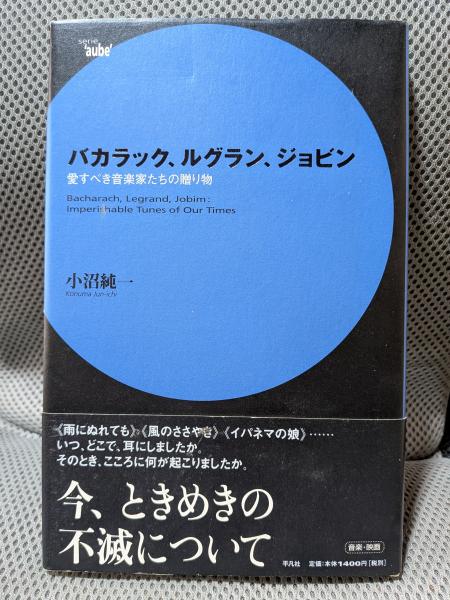 serie
'aube'
バカラック、ルグラン、ジョビン
愛すべき音楽家たちの贈り物
Bacharach, Legrand, Jobim:
Imperishable Tunes of Our Times
小沼純一
Konuma Jun-ichi
《雨にぬれても》《風のささやき》《イパネマの娘》……
いつ、どこで、耳にしましたか。
そのとき、こころに何が起こりましたか。
今、ときめきの
不滅について
音楽・映画
平凡社 定価:本体1400円[税別]